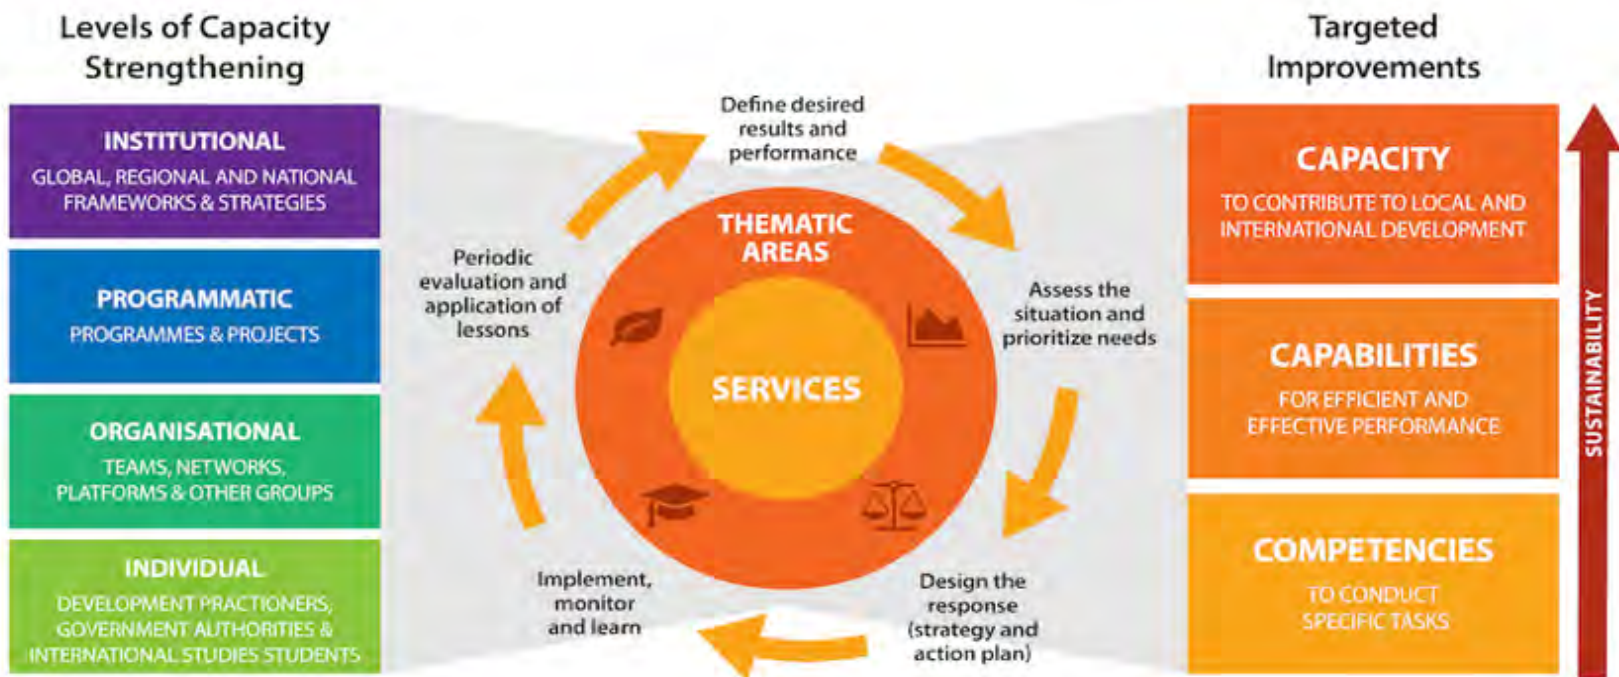 Levels of Capacity
Strengthening
INSTITUTIONAL
GLOBAL, REGIONAL AND NATIONAL
FRAMEWORKS & STRATEGIES
PROGRAMMATIC
PROGRAMMES & PROJECTS
ORGANISATIONAL
TEAMS, NETWORKS,
PLATFORMS & OTHER GROUPS
INDIVIDUAL
DEVELOPMENT PRACTIONERS,
GOVERNMENT AUTHORITIES &
INTERNATIONAL STUDIES STUDENTS
Define desired
results and
performance
Assess the
situation and
prioritize needs
Design the
response
(strategy and
action plan)
Implement,
monitor
and learn
Periodic
evaluation and
application of
lessons
THEMATIC
AREAS
SERVICES
Targeted
Improvements
CAPACITY
TO CONTRIBUTE TO LOCAL AND
INTERNATIONAL DEVELOPMENT
CAPABILITIES
FOR EFFICIENT AND
EFFECTIVE PERFORMANCE
COMPETENCIES
TO CONDUCT
SPECIFIC TASKS
SUSTAINABILITY